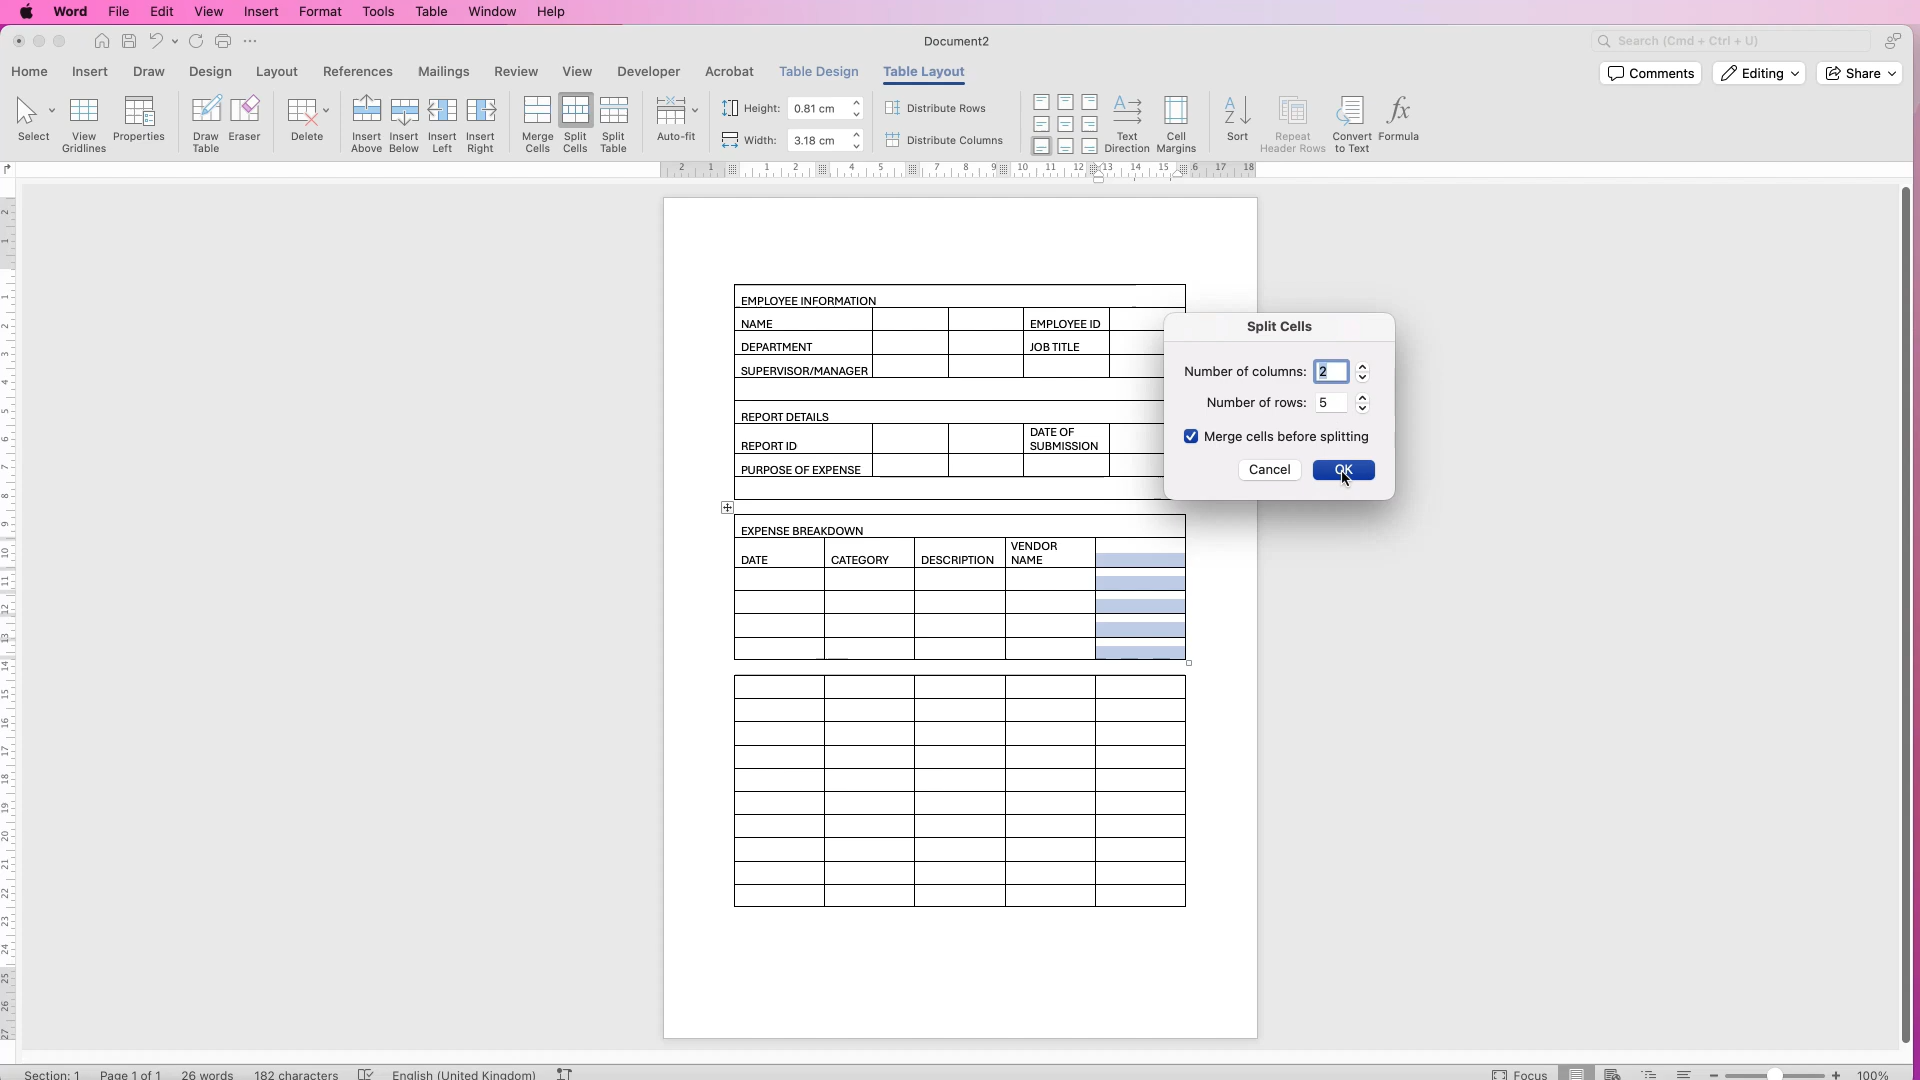 Word File Edit View Insert Format Tools Table Window Help
Document2
Search (Cmd + Ctrl + U)
Home Insert Draw Design Layout References Mailings Review View Developer Acrobat Table Design Table Layout
Comments Editing Share
Select View Gridlines Properties Draw Table Eraser Delete Insert Above Insert Below Insert Left Insert Right Merge Cells Split Cells Split Table Auto-fit
Height: 0.81 cm Distribute Rows
Width: 3.18 cm Distribute Columns
Text Direction Cell Margins Sort Repeat Header Rows Convert to Text Formula
EMPLOYEE INFORMATION
NAME EMPLOYEE ID
DEPARTMENT JOB TITLE
SUPERVISOR/MANAGER
REPORT DETAILS
REPORT ID DATE OF SUBMISSION
PURPOSE OF EXPENSE
EXPENSE BREAKDOWN
DATE CATEGORY DESCRIPTION VENDOR NAME
Split Cells
Number of columns: 2
Number of rows: 5
Merge cells before splitting
Cancel OK
Section: 1 Page 1 of 1 26 words 182 characters English (United Kingdom) Focus 100%